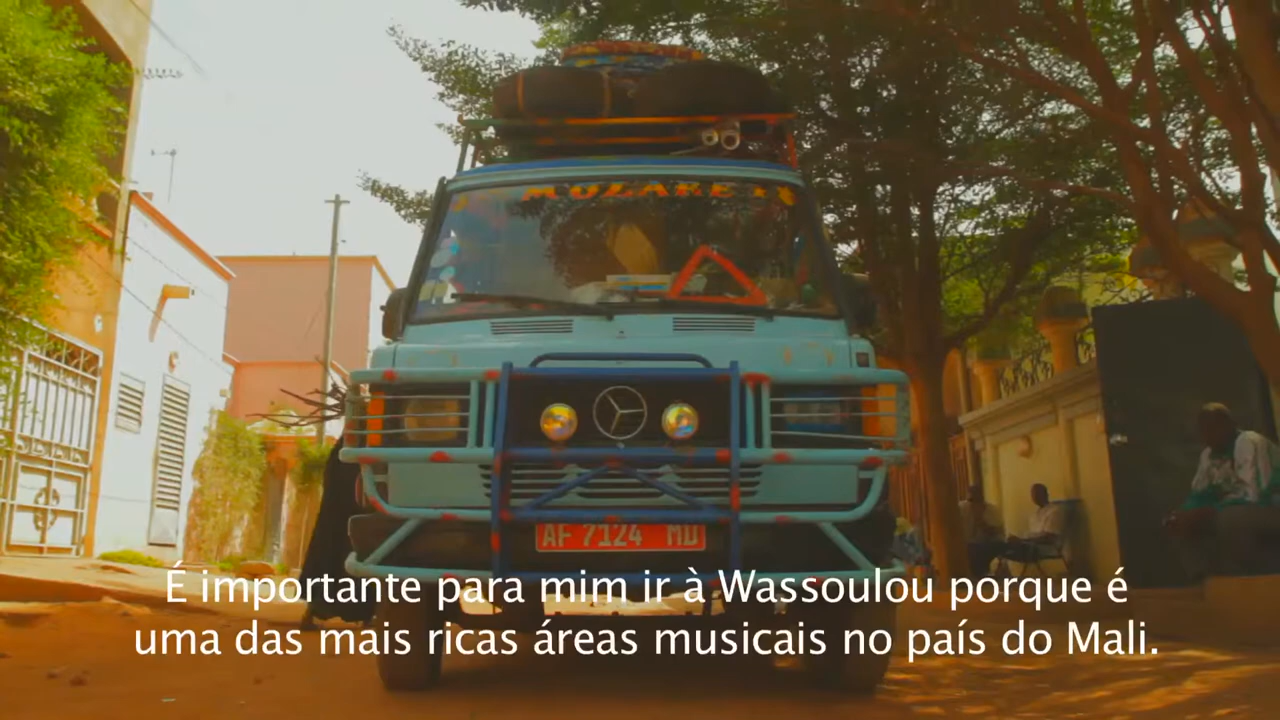 AF 7124 MD
É importante para mim ir à Wassoulou porque é
uma das mais ricas áreas musicais no país do Mali.